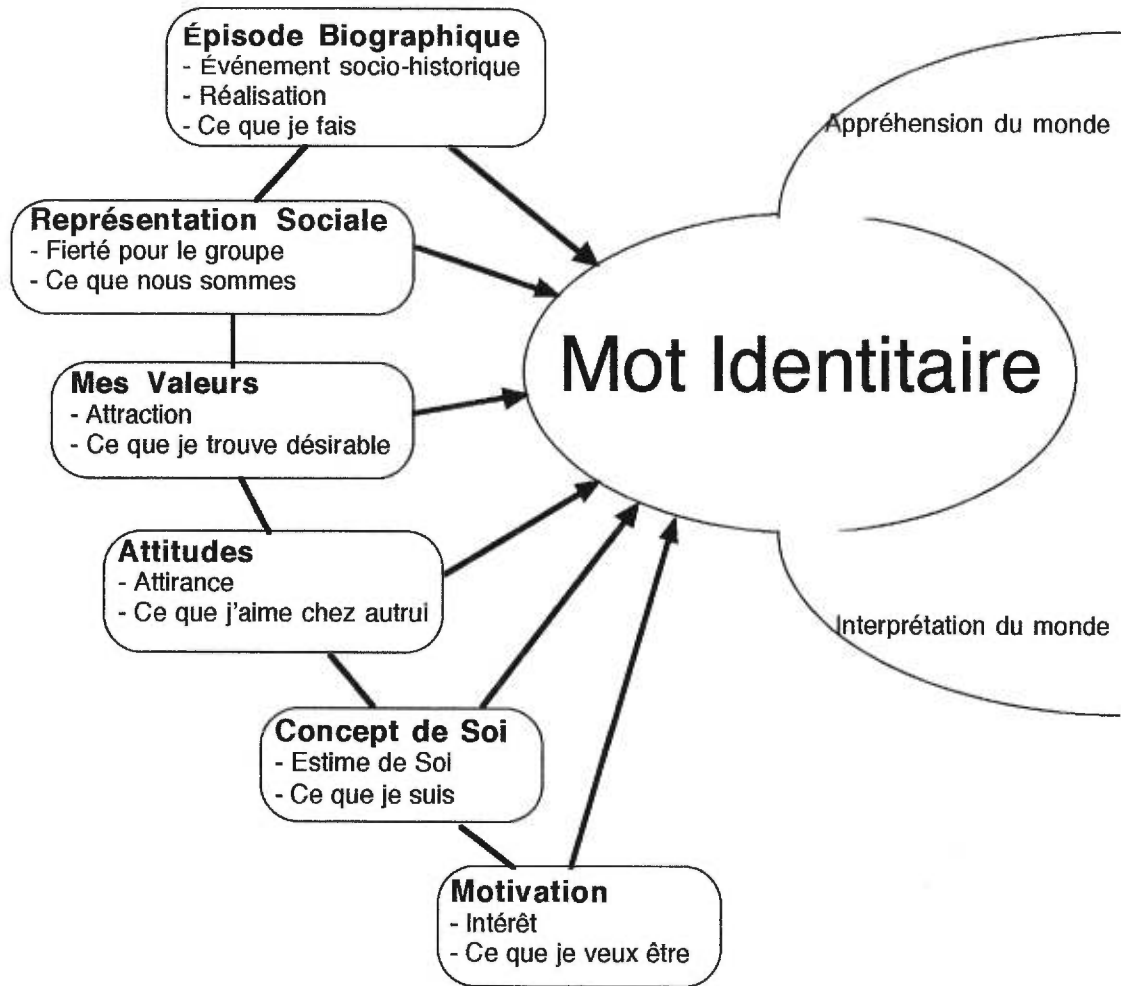 Épisode Biographique
- Événement socio-historique
- Réalisation
- Ce que je fais
Représentation Sociale
- Fierté pour le groupe
- Ce que nous sommes
Mes Valeurs
- Attraction
- Ce que je trouve désirable
Attitudes
- Attirance
- Ce que j'aime chez autrui
Concept de Soi
- Estime de Soi
- Ce que je suis
Motivation
- Intérêt
- Ce que je veux être
Mot Identitaire
Appréhension du monde
Interprétation du monde